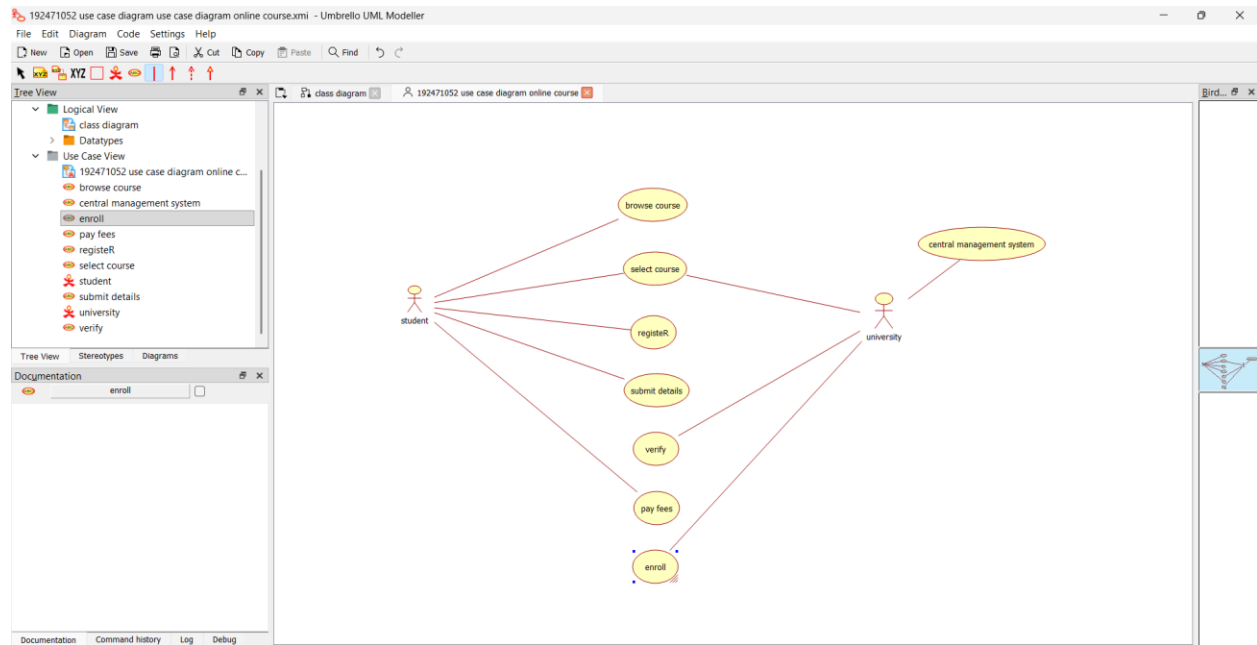 192471052 use case diagram use case diagram online course.xmi - Umbrello UML Modeller
File Edit Diagram Code Settings Help
New Open Save Cut Copy Paste Find
XYZ XYZ
Tree View
class diagram 192471052 use case diagram online course
Bird...
Logical View
class diagram
Datatypes
Use Case View
192471052 use case diagram online c...
browse course
central management system
enroll
pay fees
registeR
select course
student
submit details
university
verify
Tree View Stereotypes Diagrams
Documentation
enroll
browse course
central management system
select course
student
registeR
university
submit details
verify
pay fees
enroll
Documentation Command history Log Debug